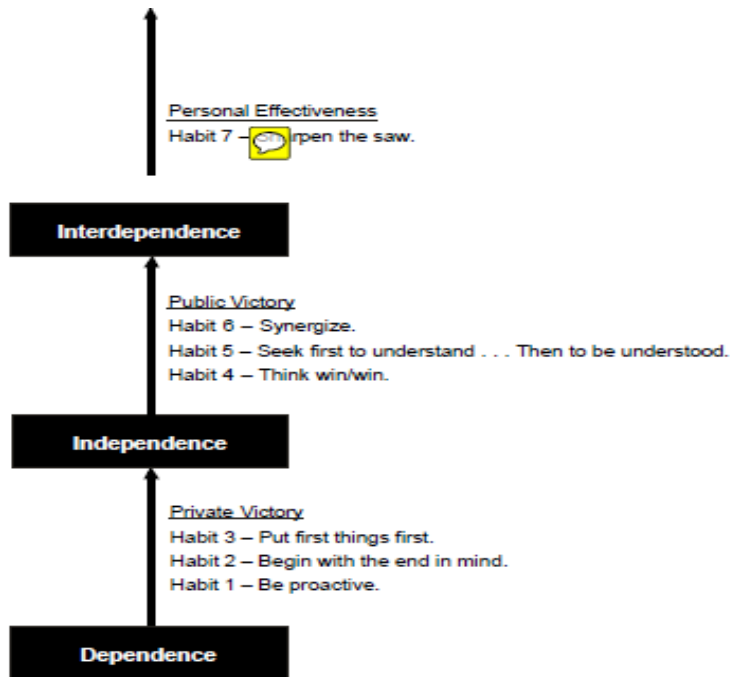 Personal Effectiveness
Habit 7 – Sharpen the saw.
Interdependence
Public Victory
Habit 6 – Synergize.
Habit 5 – Seek first to understand . . . Then to be understood.
Habit 4 – Think win/win.
Independence
Private Victory
Habit 3 – Put first things first.
Habit 2 – Begin with the end in mind.
Habit 1 – Be proactive.
Dependence